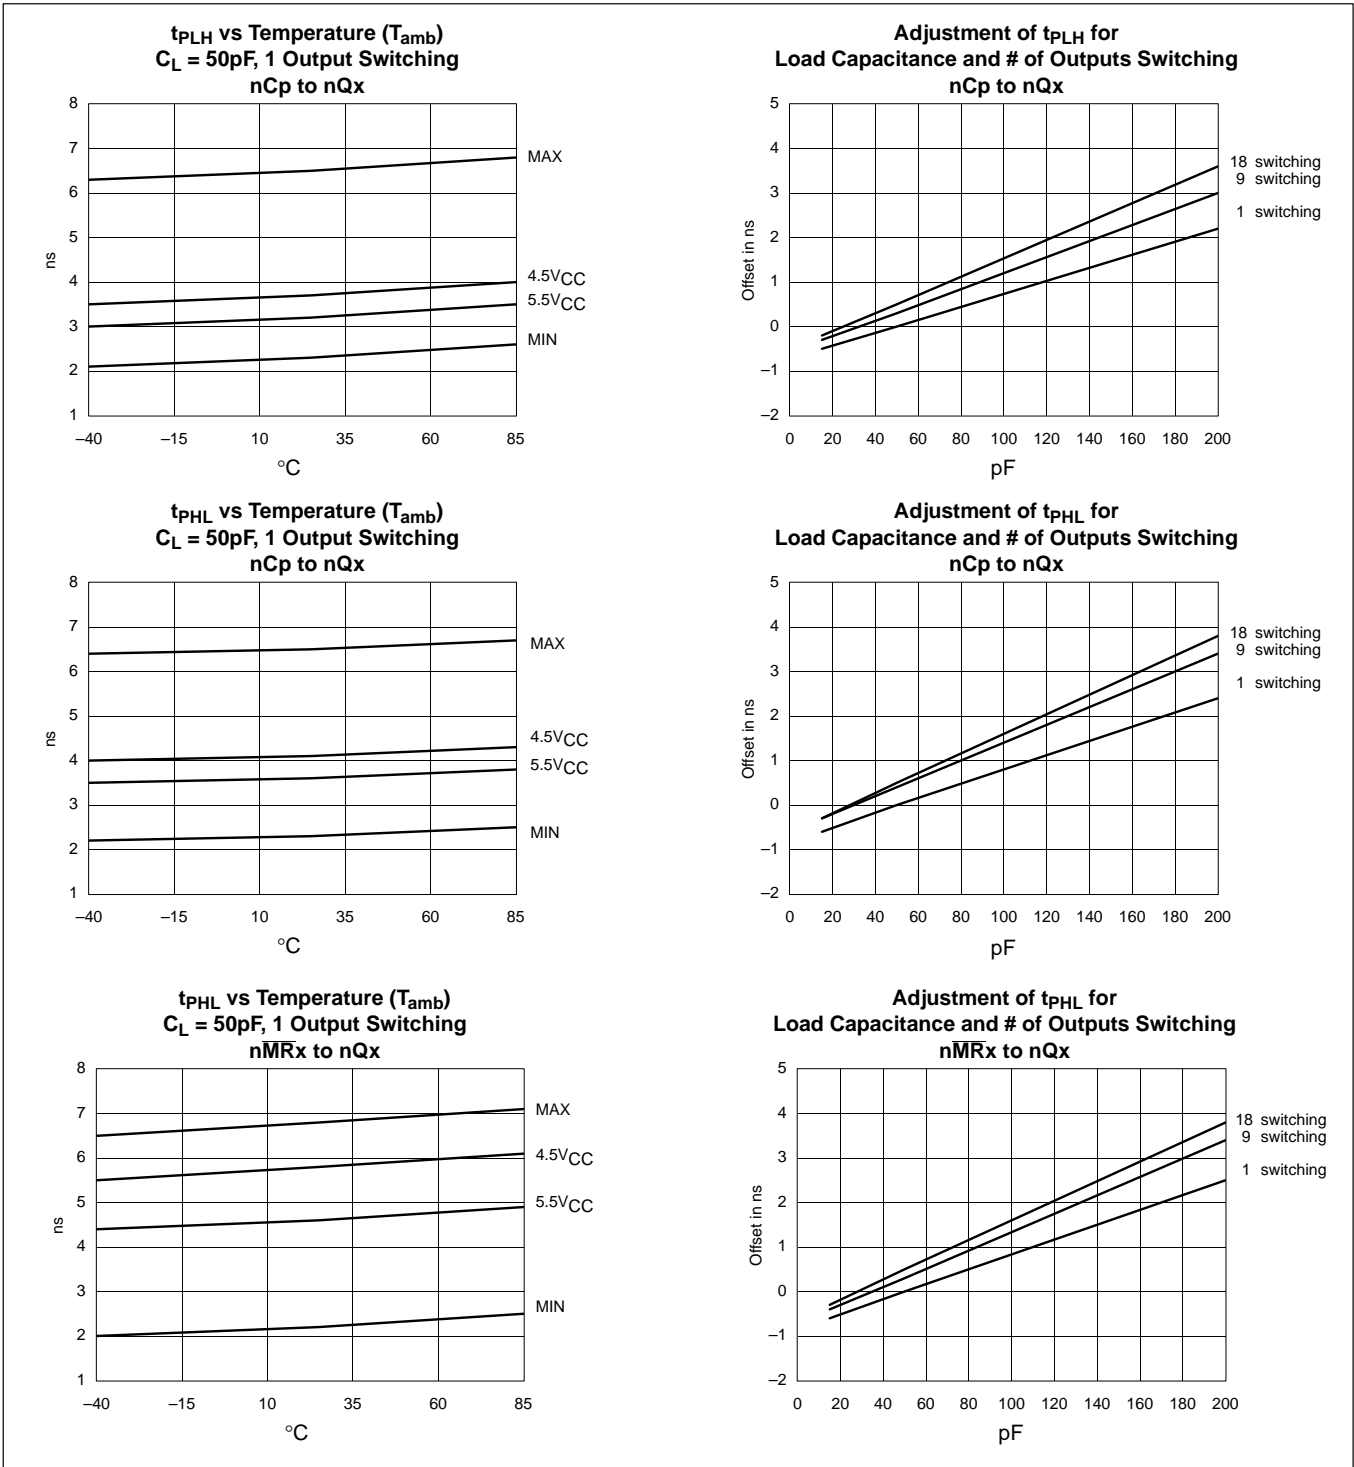 tPLH vs Temperature (Tamb)
CL = 50pF, 1 Output Switching
nCp to nQx
8
7
6
5
4
3
2
1
ns
MAX
4.5VCC
5.5VCC
MIN
–40 –15 10 35 60 85
°C
Adjustment of tPLH for
Load Capacitance and # of Outputs Switching
nCp to nQx
5
4
3
2
1
0
–1
–2
Offset in ns
18 switching
9 switching
1 switching
0 20 40 60 80 100 120 140 160 180 200
pF
tPHL vs Temperature (Tamb)
CL = 50pF, 1 Output Switching
nCp to nQx
8
7
6
5
4
3
2
1
ns
MAX
4.5VCC
5.5VCC
MIN
–40 –15 10 35 60 85
°C
Adjustment of tPHL for
Load Capacitance and # of Outputs Switching
nCp to nQx
5
4
3
2
1
0
–1
–2
Offset in ns
18 switching
9 switching
1 switching
0 20 40 60 80 100 120 140 160 180 200
pF
tPHL vs Temperature (Tamb)
CL = 50pF, 1 Output Switching
nM̅R̅x to nQx
8
7
6
5
4
3
2
1
ns
MAX
4.5VCC
5.5VCC
MIN
–40 –15 10 35 60 85
°C
Adjustment of tPHL for
Load Capacitance and # of Outputs Switching
nM̅R̅x to nQx
5
4
3
2
1
0
–1
–2
Offset in ns
18 switching
9 switching
1 switching
0 20 40 60 80 100 120 140 160 180 200
pF